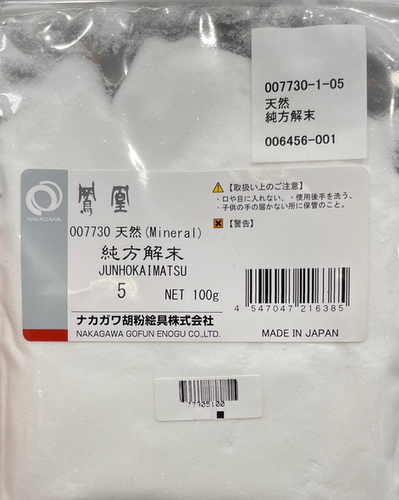 007730-1-05
天然
純方解末
006456-001
NAKAGAWA
鳳凰
【取扱い上のご注意】
・口や目に入れない、・使用後手を洗う、
・子供の手の届かない所に保管のこと。
【警告】
007730 天然(Mineral)
純方解末
JUNHOKAIMATSU
5 NET 100g
4 547047 216385
ナカガワ胡粉絵具株式会社
NAKAGAWA GOFUN ENOGU CO.,LTD.
MADE IN JAPAN
77305100